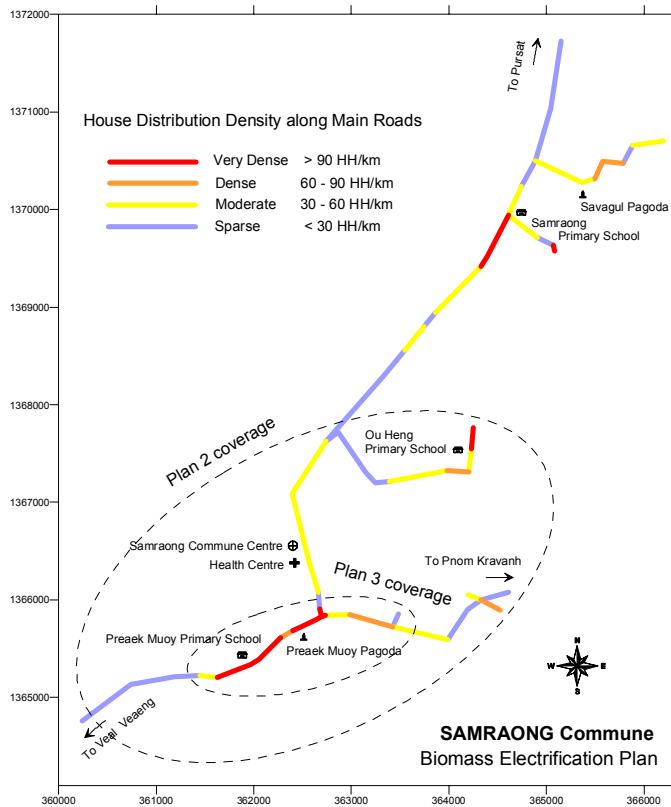 1372000
1371000
1370000
1369000
1368000
1367000
1366000
1365000
To Pursat
House Distribution Density along Main Roads
Very Dense > 90 HH/km
Dense 60 - 90 HH/km
Moderate 30 - 60 HH/km
Sparse < 30 HH/km
Savagul Pagoda
Samraong
Primary School
Plan 2 coverage
Ou Heng
Primary School
Samraong Commune Centre
Health Centre
To Pnom Kravanh
Plan 3 coverage
Preaek Muoy Primary School
Preaek Muoy Pagoda
To Veal Veaeng
N
W E
S
SAMRAONG Commune
Biomass Electrification Plan
360000 361000 362000 363000 364000 365000 366000